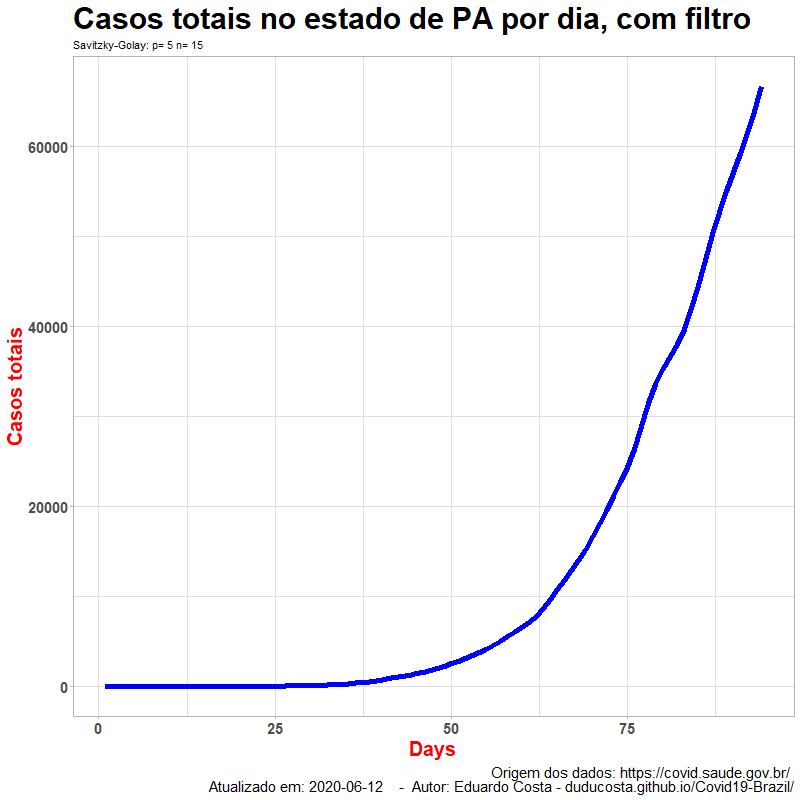 Casos totais no estado de PA por dia, com filtro
Savitzky-Golay: p= 5 n= 15
Casos totais
60000
40000
20000
0
0 25 50 75
Days
Origem dos dados: https://covid.saude.gov.br/
Atualizado em: 2020-06-12 - Autor: Eduardo Costa - duducosta.github.io/Covid19-Brazil/